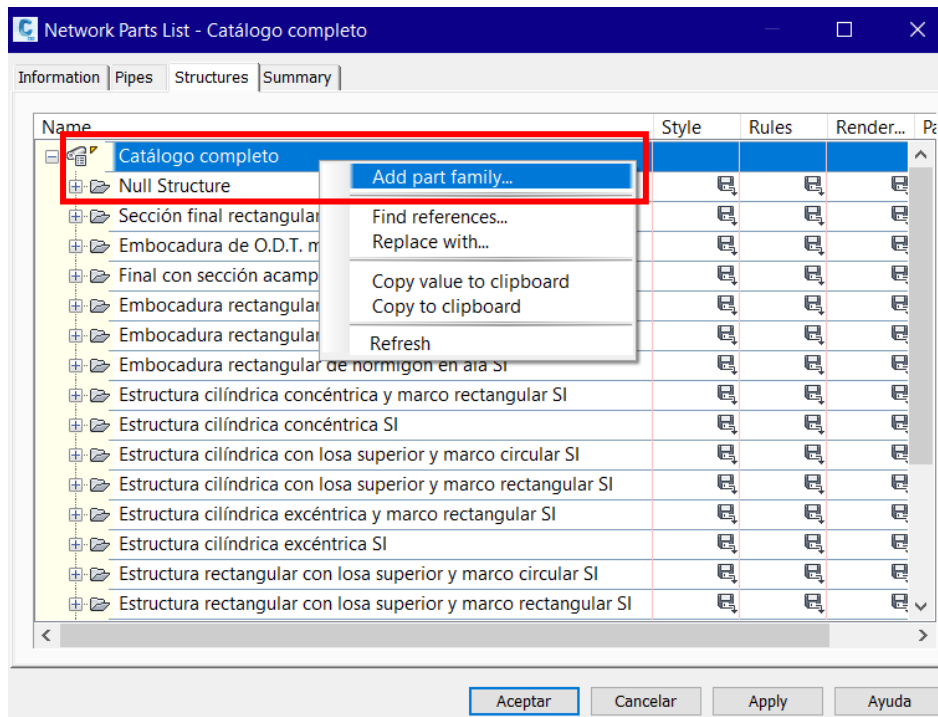 Network Parts List - Catálogo completo
Information Pipes Structures Summary
Name Style Rules Render... Pa
Catálogo completo
Add part family...
Null Structure
Sección final rectangular
Find references...
Embocadura de O.D.T. m
Replace with...
Final con sección acamp
Copy value to clipboard
Embocadura rectangular
Copy to clipboard
Embocadura rectangular
Refresh
Embocadura rectangular de hormigón en ala SI
Estructura cilíndrica concéntrica y marco rectangular SI
Estructura cilíndrica concéntrica SI
Estructura cilíndrica con losa superior y marco circular SI
Estructura cilíndrica con losa superior y marco rectangular SI
Estructura cilíndrica excéntrica y marco rectangular SI
Estructura cilíndrica excéntrica SI
Estructura rectangular con losa superior y marco circular SI
Estructura rectangular con losa superior y marco rectangular SI
Aceptar Cancelar Apply Ayuda